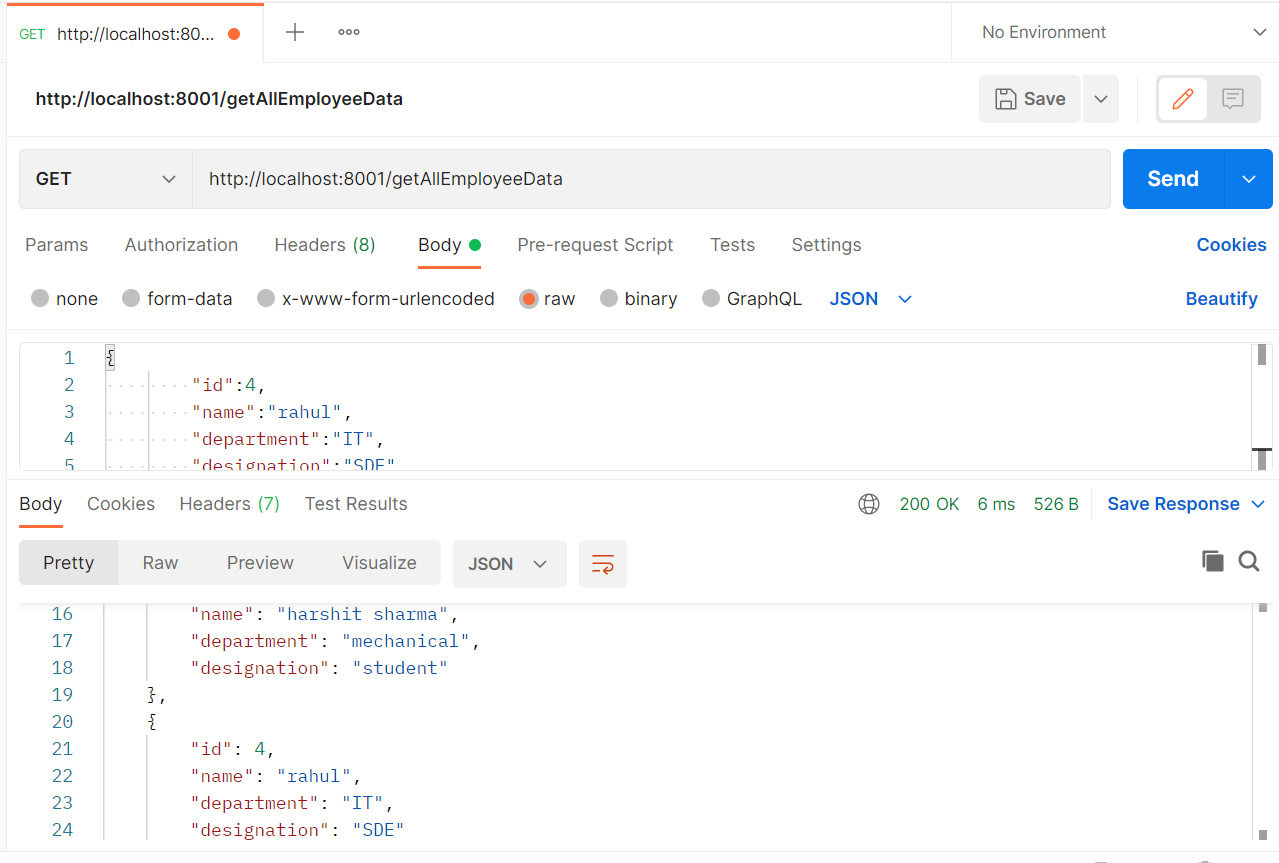 GET http://localhost:80...
No Environment
http://localhost:8001/getAllEmployeeData
Save
GET http://localhost:8001/getAllEmployeeData Send
Params Authorization Headers (8) Body Pre-request Script Tests Settings Cookies
none form-data x-www-form-urlencoded raw binary GraphQL JSON Beautify
1 {
2 "id":4,
3 "name":"rahul",
4 "department":"IT",
5 "designation":"SDE"
Body Cookies Headers (7) Test Results 200 OK 6 ms 526 B Save Response
Pretty Raw Preview Visualize JSON
16 "name": "harshit sharma",
17 "department": "mechanical",
18 "designation": "student"
19 },
20 {
21 "id": 4,
22 "name": "rahul",
23 "department": "IT",
24 "designation": "SDE"